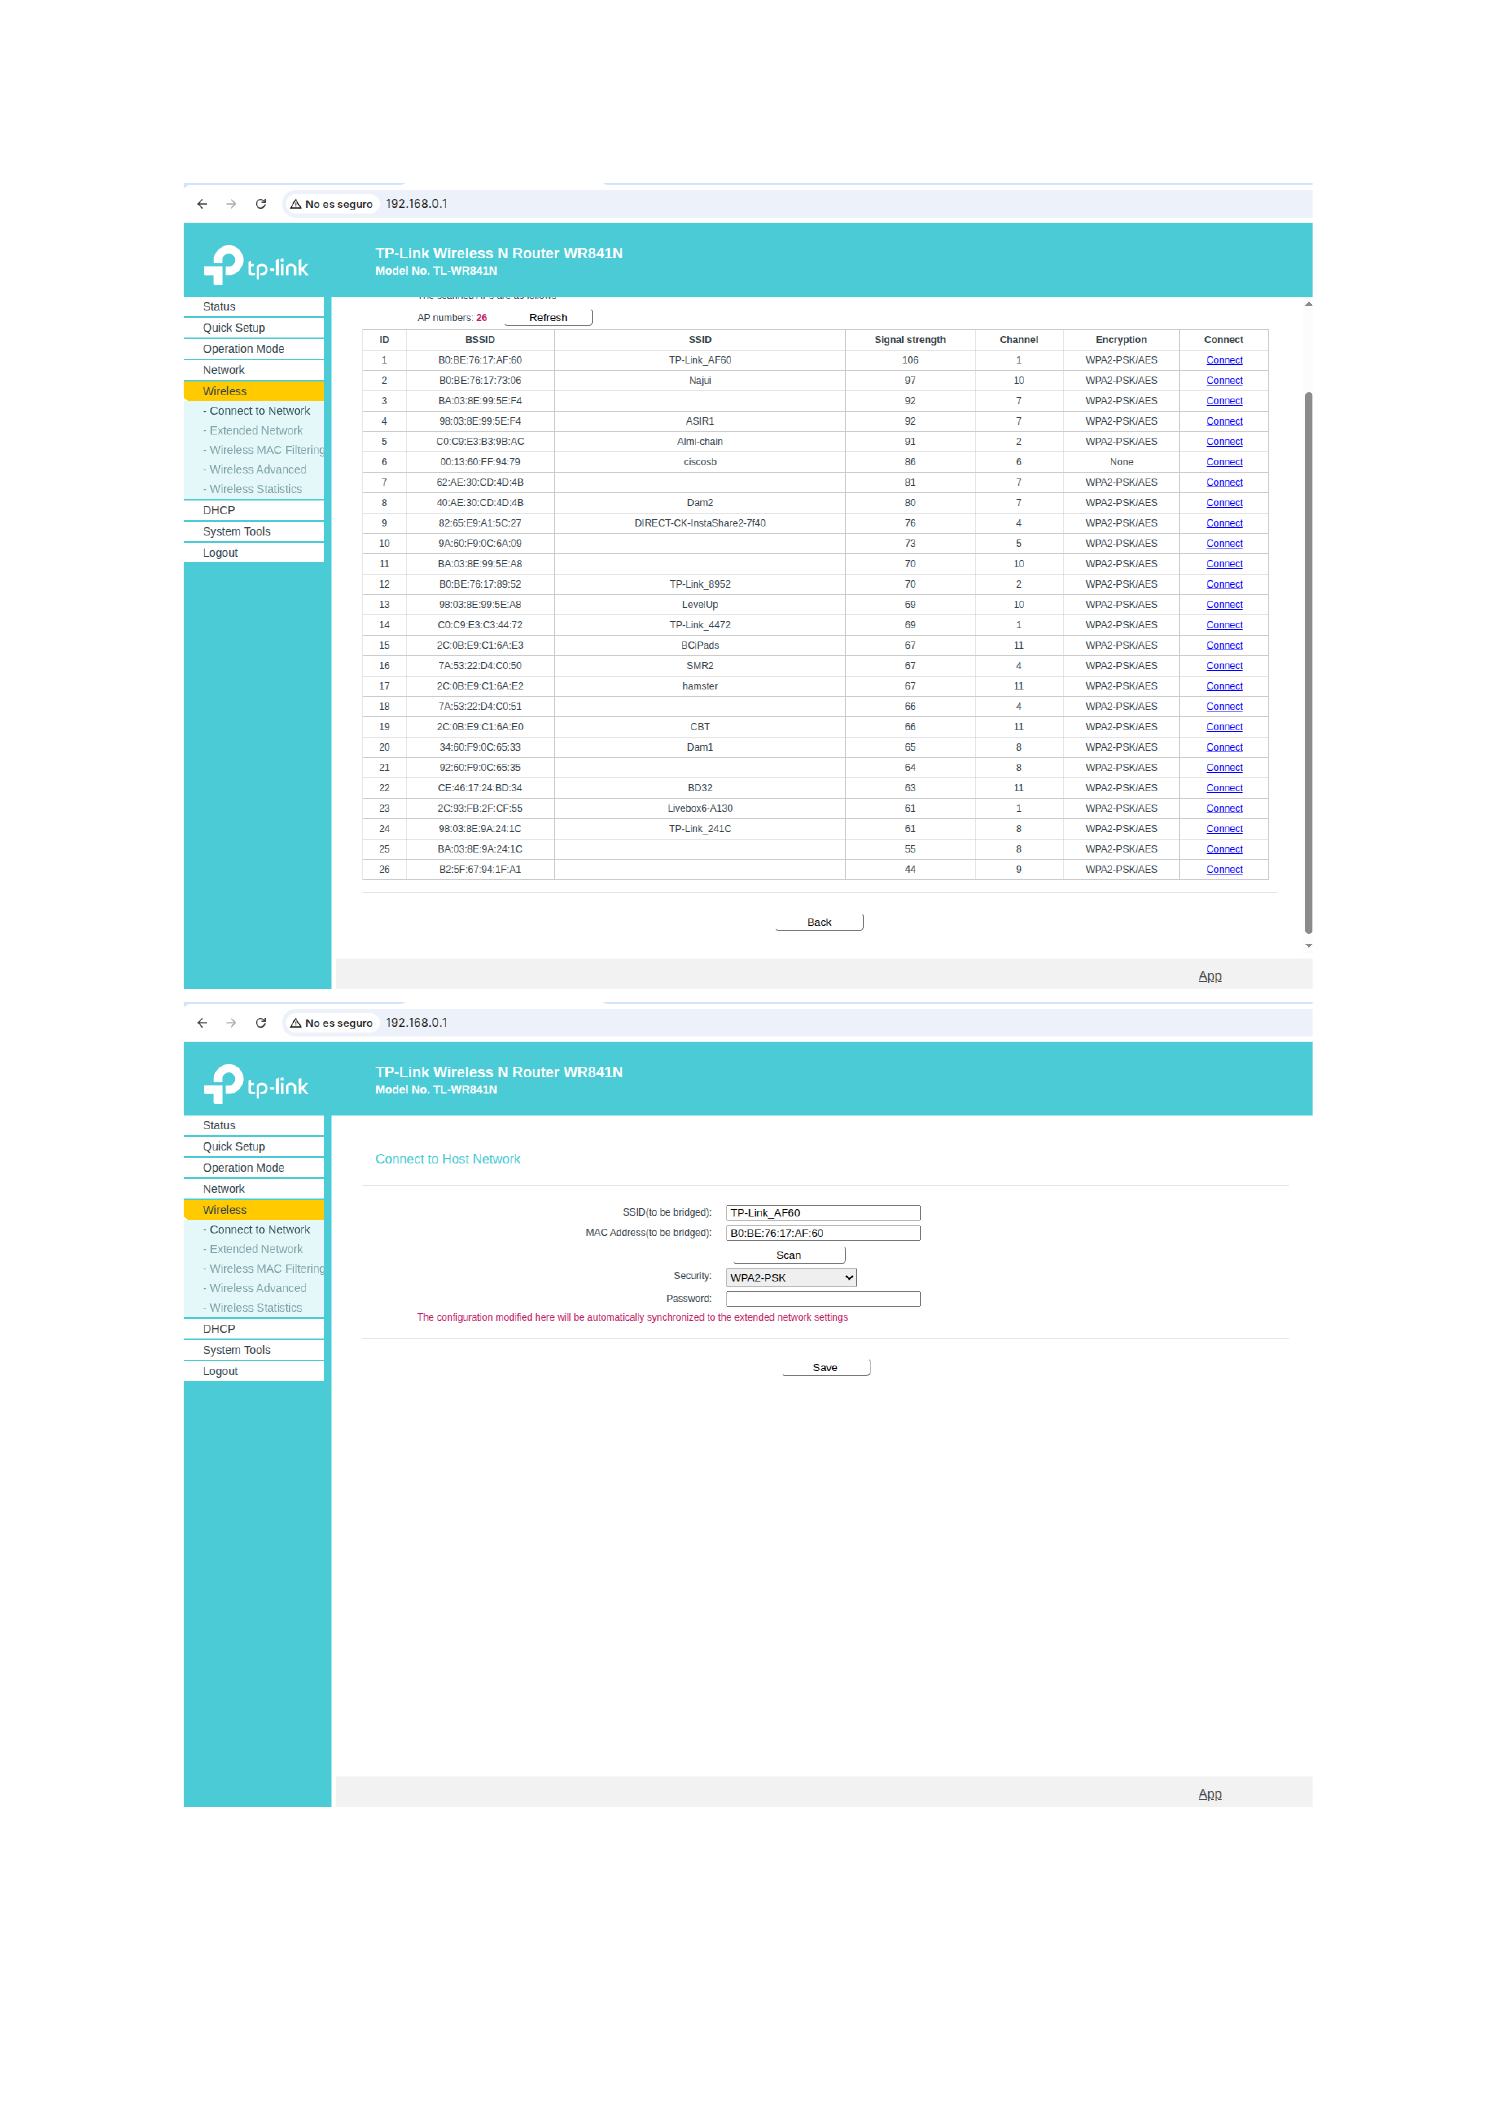 No es seguro 192.168.0.1
tp-link
TP-Link Wireless N Router WR841N
Model No. TL-WR841N
Status
Quick Setup
Operation Mode
Network
Wireless
- Connect to Network
- Extended Network
- Wireless MAC Filtering
- Wireless Advanced
- Wireless Statistics
DHCP
System Tools
Logout
AP numbers: 26 Refresh
ID BSSID SSID Signal strength Channel Encryption Connect
1 B0:BE:76:17:AF:60 TP-Link_AF60 106 1 WPA2-PSK/AES Connect
2 B0:BE:76:17:73:06 Najui 97 10 WPA2-PSK/AES Connect
3 BA:03:8E:99:5E:F4 92 7 WPA2-PSK/AES Connect
4 98:03:8E:99:5E:F4 ASIR1 92 7 WPA2-PSK/AES Connect
5 C0:C9:E3:B3:9B:AC Almi-chain 91 2 WPA2-PSK/AES Connect
6 00:13:60:FF:94:79 ciscosb 86 6 None Connect
7 62:AE:30:CD:4D:4B 81 7 WPA2-PSK/AES Connect
8 40:AE:30:CD:4D:4B Dam2 80 7 WPA2-PSK/AES Connect
9 82:65:E9:A1:5C:27 DIRECT-CK-InstaShare2-7f40 76 4 WPA2-PSK/AES Connect
10 9A:60:F9:0C:6A:09 73 5 WPA2-PSK/AES Connect
11 BA:03:8E:99:5E:A8 70 10 WPA2-PSK/AES Connect
12 B0:BE:76:17:89:52 TP-Link_8952 70 2 WPA2-PSK/AES Connect
13 98:03:8E:99:5E:A8 LevelUp 69 10 WPA2-PSK/AES Connect
14 C0:C9:E3:C3:44:72 TP-Link_4472 69 1 WPA2-PSK/AES Connect
15 2C:0B:E9:C1:6A:E3 BCiPads 67 11 WPA2-PSK/AES Connect
16 7A:53:22:D4:C0:50 SMR2 67 4 WPA2-PSK/AES Connect
17 2C:0B:E9:C1:6A:E2 hamster 67 11 WPA2-PSK/AES Connect
18 7A:53:22:D4:C0:51 66 4 WPA2-PSK/AES Connect
19 2C:0B:E9:C1:6A:E0 CBT 66 11 WPA2-PSK/AES Connect
20 34:60:F9:0C:65:33 Dam1 65 8 WPA2-PSK/AES Connect
21 92:60:F9:0C:65:35 64 8 WPA2-PSK/AES Connect
22 CE:46:17:24:BD:34 BD32 63 11 WPA2-PSK/AES Connect
23 2C:93:FB:2F:CF:55 Livebox6-A130 61 1 WPA2-PSK/AES Connect
24 98:03:8E:9A:24:1C TP-Link_241C 61 8 WPA2-PSK/AES Connect
25 BA:03:8E:9A:24:1C 55 8 WPA2-PSK/AES Connect
26 B2:5F:67:94:1F:A1 44 9 WPA2-PSK/AES Connect
Back
App
No es seguro 192.168.0.1
tp-link
TP-Link Wireless N Router WR841N
Model No. TL-WR841N
Status
Quick Setup
Operation Mode
Network
Wireless
- Connect to Network
- Extended Network
- Wireless MAC Filtering
- Wireless Advanced
- Wireless Statistics
DHCP
System Tools
Logout
Connect to Host Network
SSID(to be bridged): TP-Link_AF60
MAC Address(to be bridged): B0:BE:76:17:AF:60
Scan
Security: WPA2-PSK
Password:
The configuration modified here will be automatically synchronized to the extended network settings
Save
App